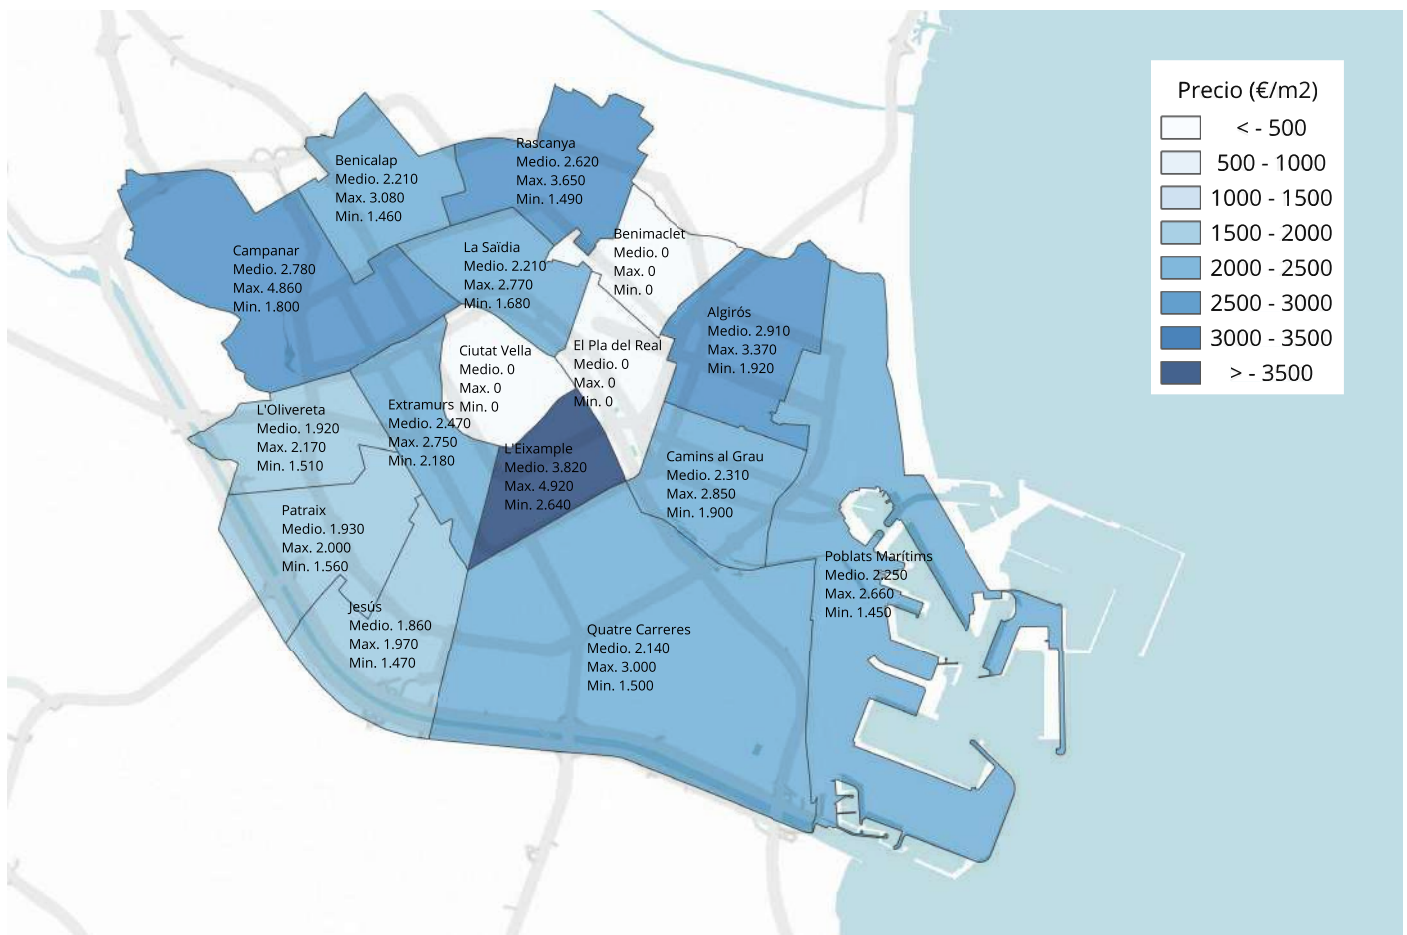 Precio (€/m2)
< - 500
500 - 1000
1000 - 1500
1500 - 2000
2000 - 2500
2500 - 3000
3000 - 3500
> - 3500
Rascanya
Medio. 2.620
Max. 3.650
Min. 1.490
Benicalap
Medio. 2.210
Max. 3.080
Min. 1.460
Benimaclet
Medio. 0
Max. 0
Min. 0
La Saïdia
Medio. 2.210
Max. 2.770
Min. 1.680
Campanar
Medio. 2.780
Max. 4.860
Min. 1.800
Algirós
Medio. 2.910
Max. 3.370
Min. 1.920
El Pla del Real
Medio. 0
Max. 0
Min. 0
Ciutat Vella
Medio. 0
Max. 0
Min. 0
Extramurs
Medio. 2.470
Max. 2.750
Min. 2.180
L'Olivereta
Medio. 1.920
Max. 2.170
Min. 1.510
L'Eixample
Medio. 3.820
Max. 4.920
Min. 2.640
Camins al Grau
Medio. 2.310
Max. 2.850
Min. 1.900
Patraix
Medio. 1.930
Max. 2.000
Min. 1.560
Poblats Marítims
Medio. 2.250
Max. 2.660
Min. 1.450
Jesús
Medio. 1.860
Max. 1.970
Min. 1.470
Quatre Carreres
Medio. 2.140
Max. 3.000
Min. 1.500